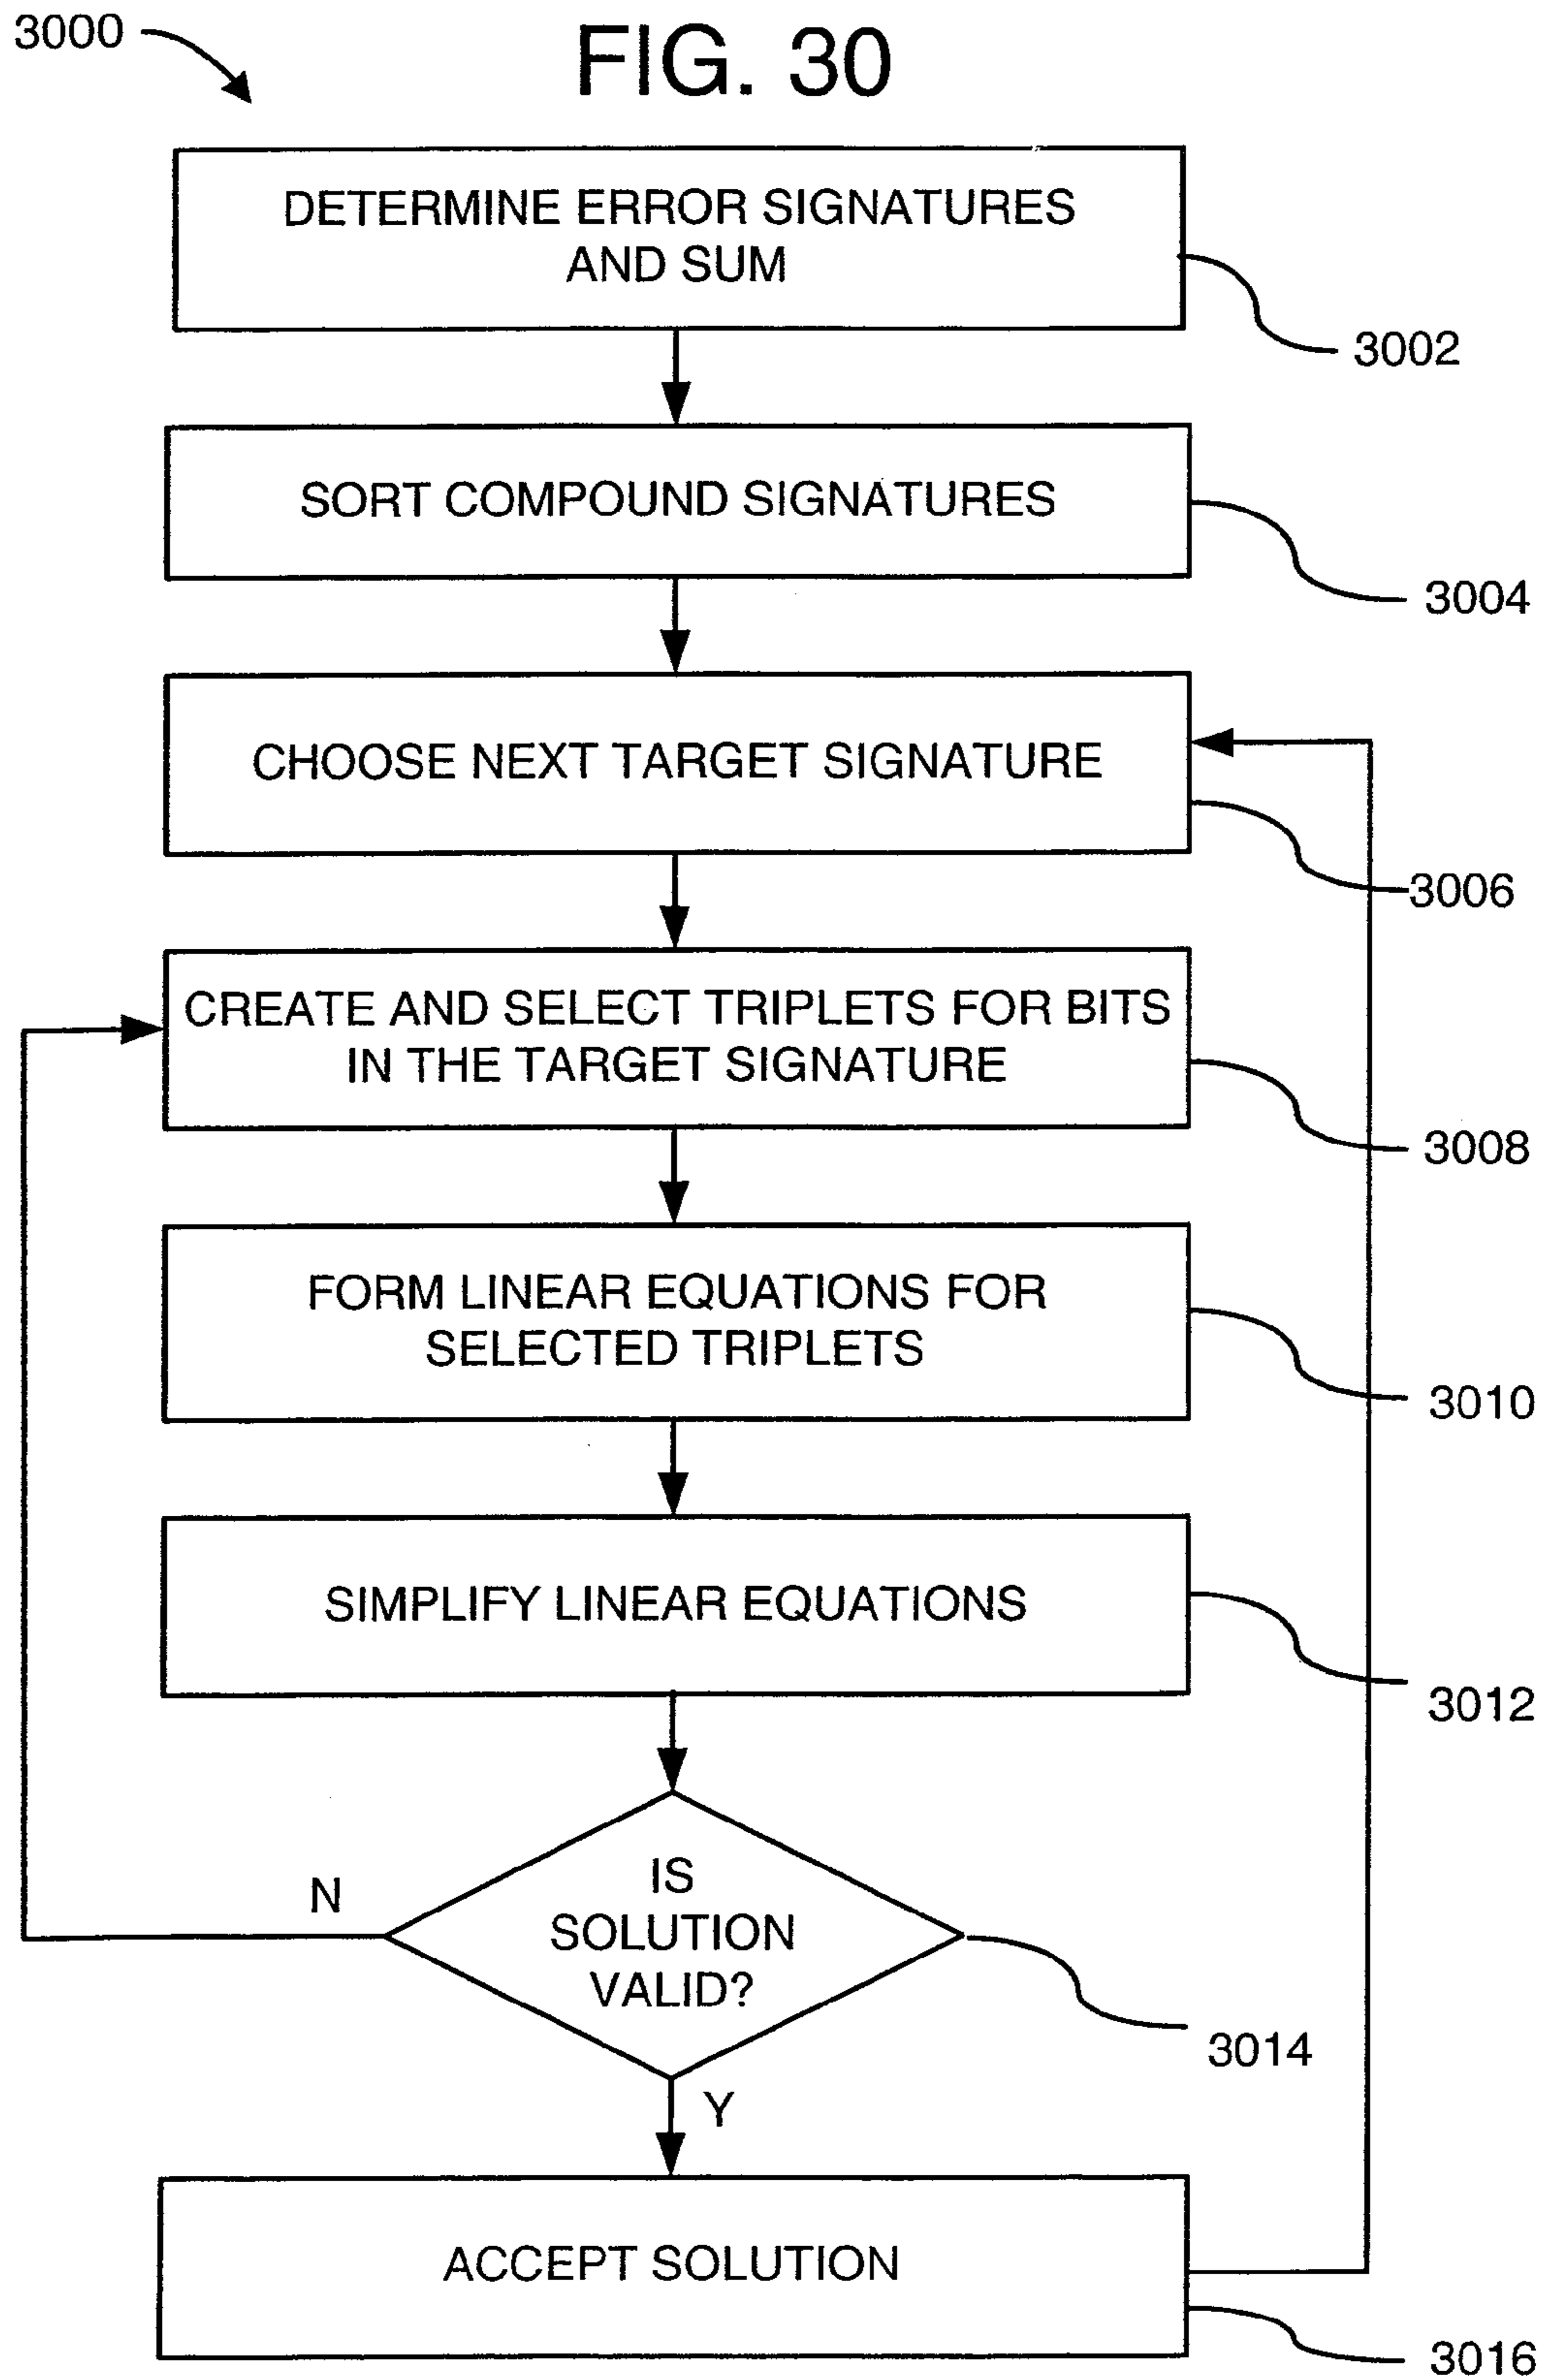 3000
FIG. 30
DETERMINE ERROR SIGNATURES
AND SUM
3002
SORT COMPOUND SIGNATURES
3004
CHOOSE NEXT TARGET SIGNATURE
3006
CREATE AND SELECT TRIPLETS FOR BITS
IN THE TARGET SIGNATURE
3008
FORM LINEAR EQUATIONS FOR
SELECTED TRIPLETS
3010
SIMPLIFY LINEAR EQUATIONS
3012
IS
SOLUTION
VALID?
N
3014
Y
ACCEPT SOLUTION
3016